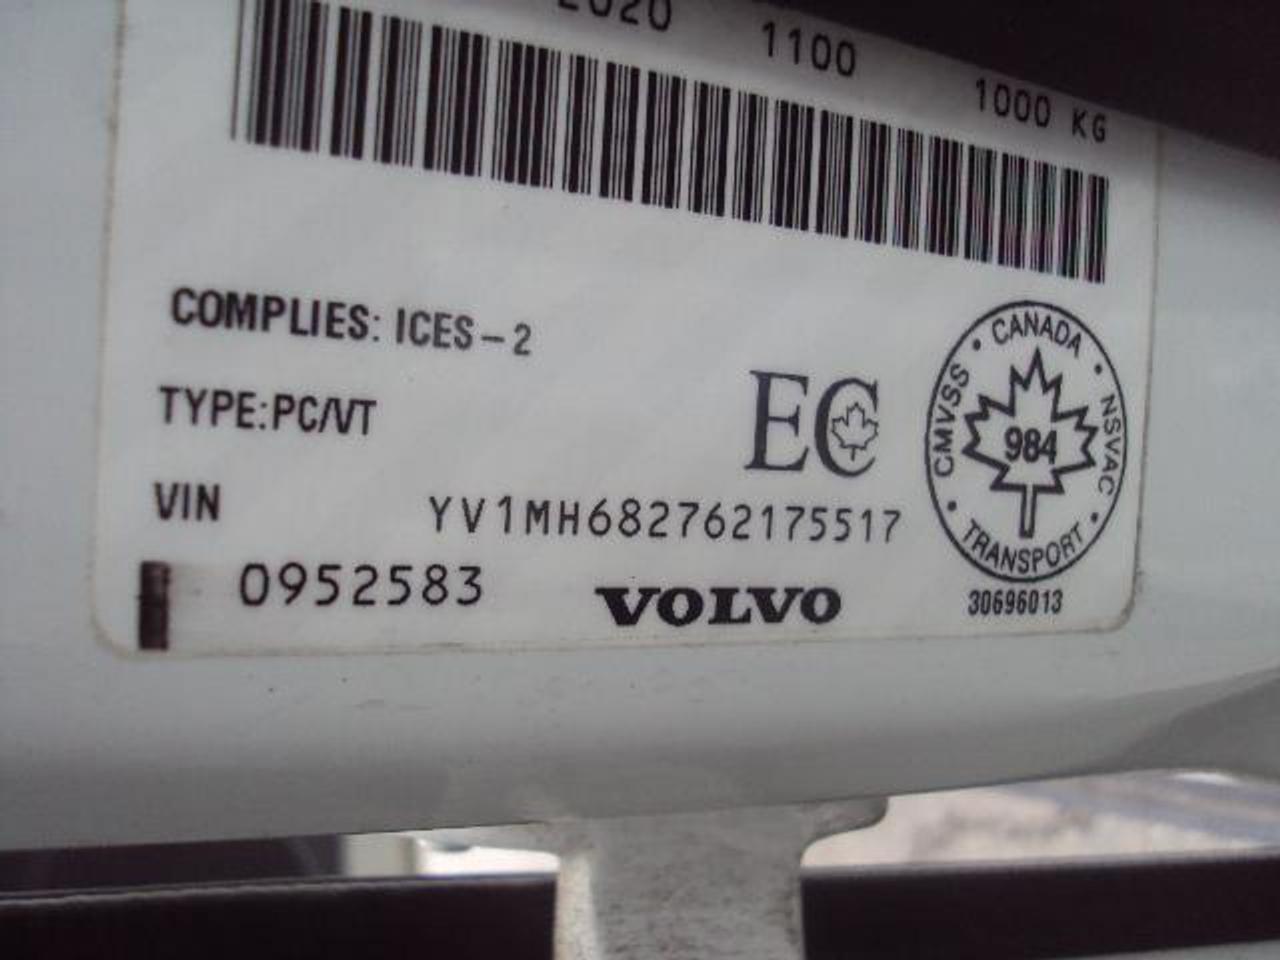 2020 1100 1000 KG
COMPLIES: ICES-2
TYPE:PC/VT
EC
CANADA
CMVSS
984
NSVAC
TRANSPORT
VIN YV1MH682762175517
0952583 VOLVO 30696013